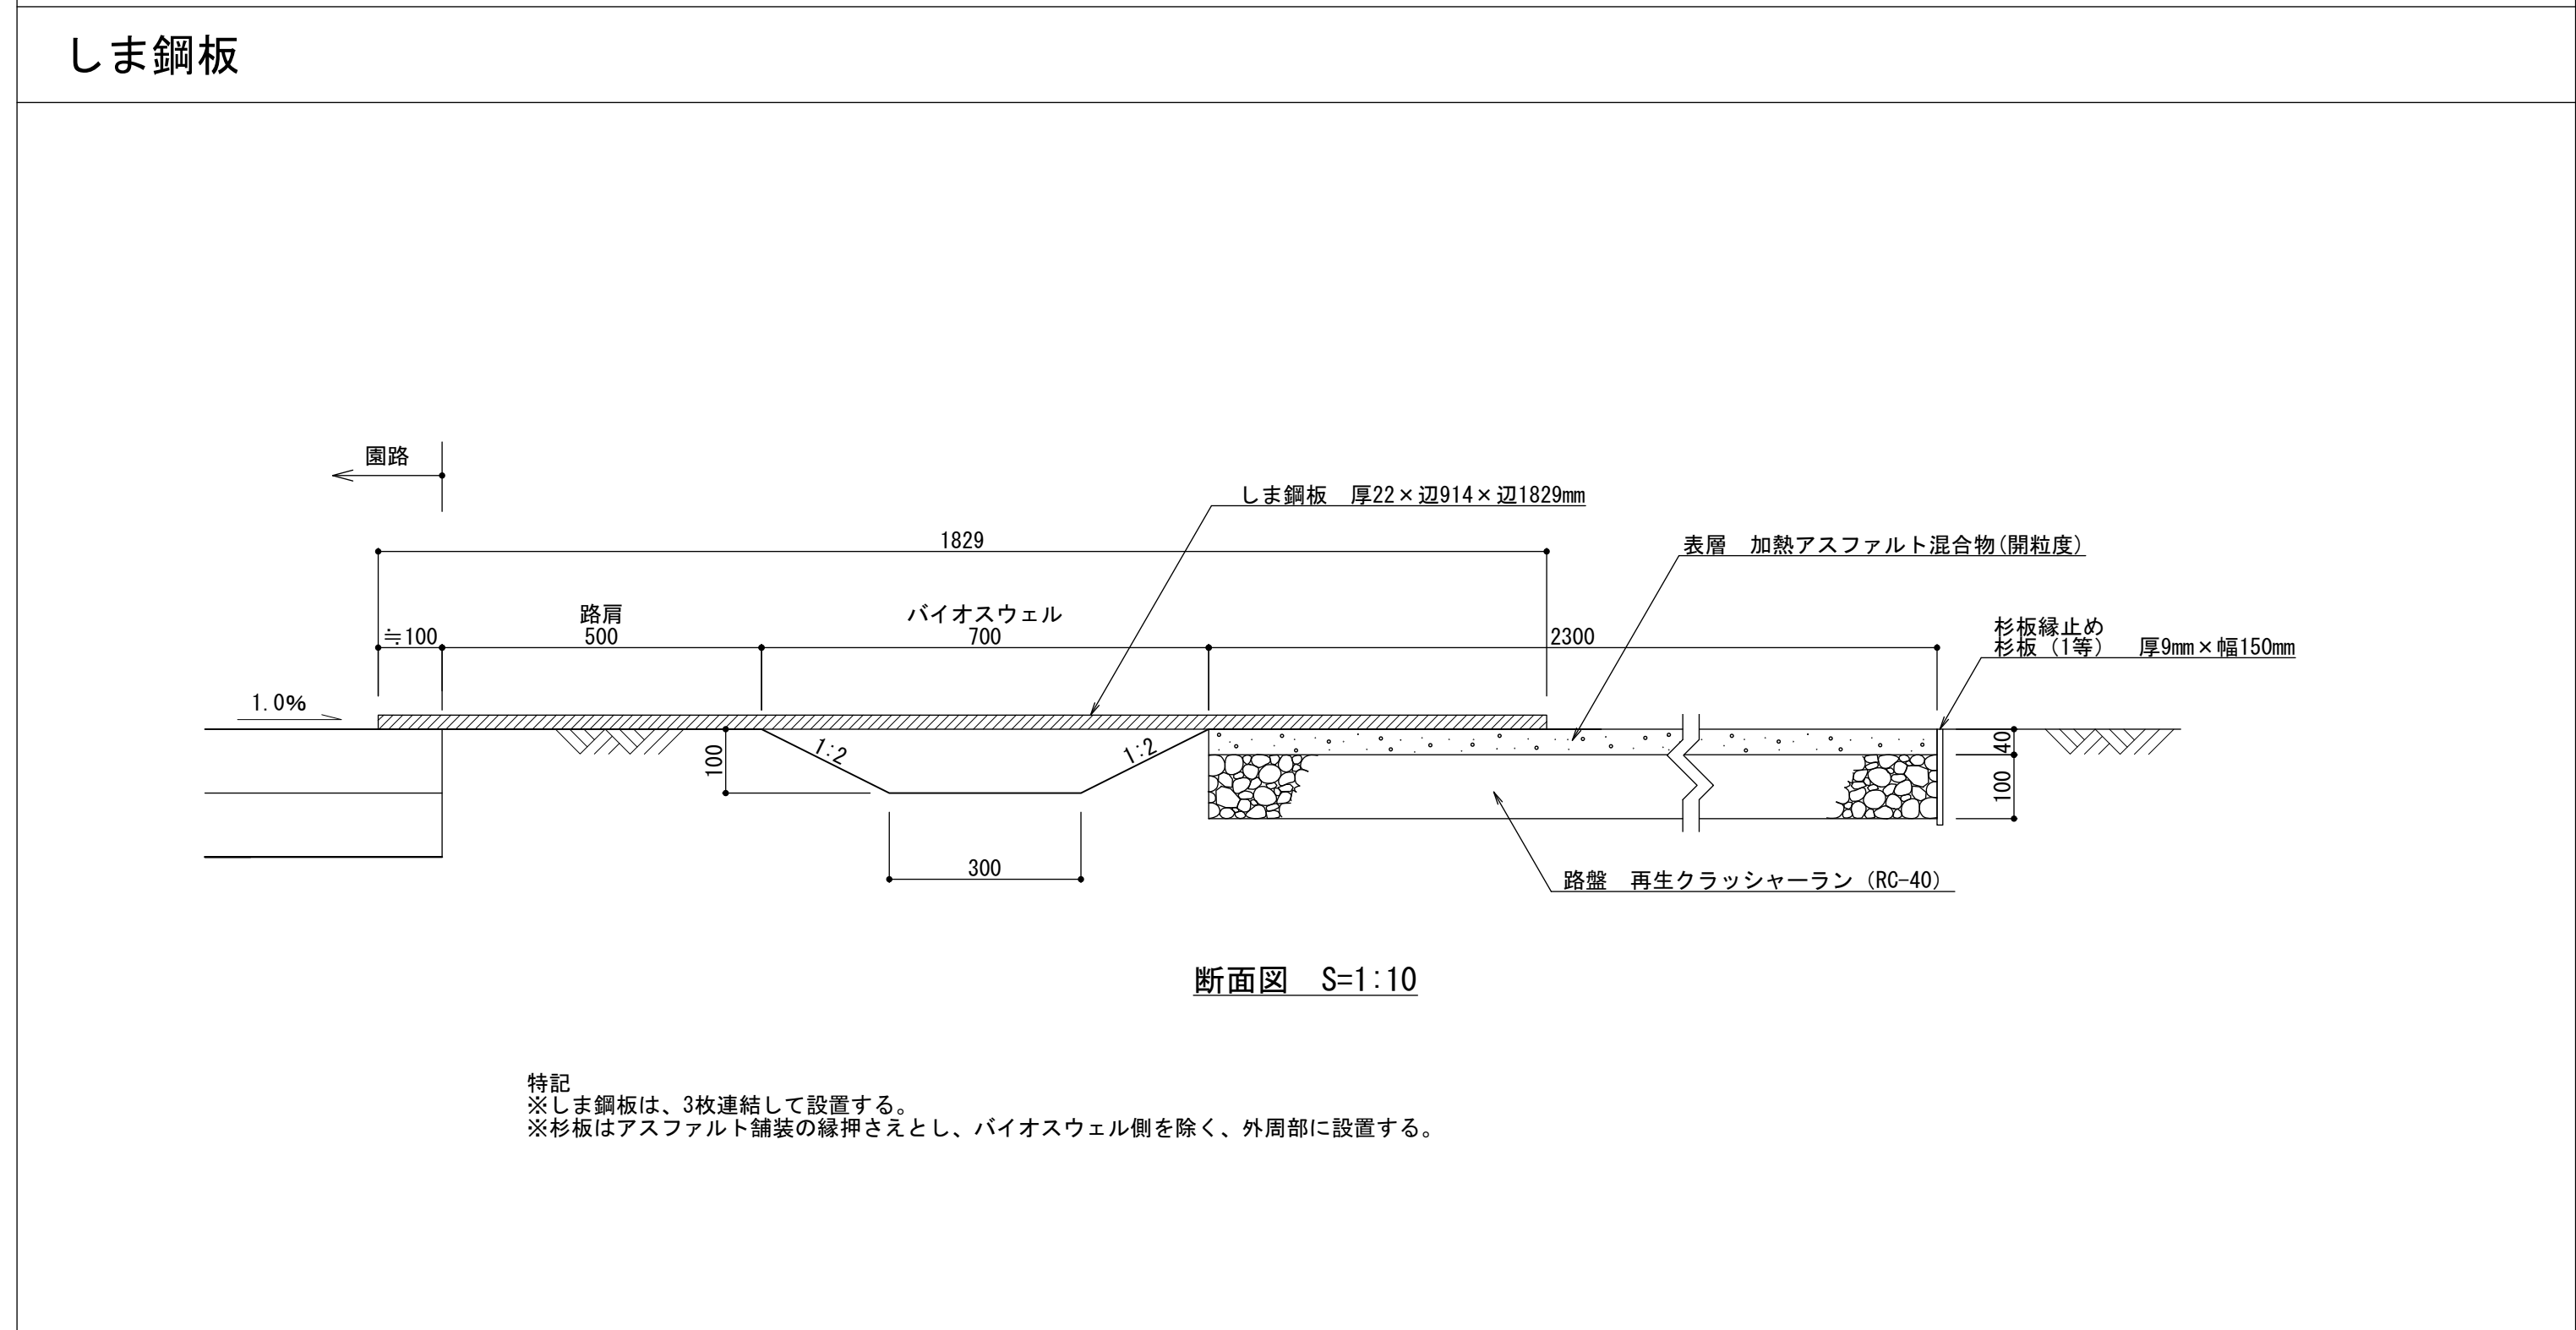 しま鋼板
園路
しま鋼板　厚22×辺914×辺1829mm
1829
表層　加熱アスファルト混合物(開粒度)
路肩
バイオスウェル
≒100
500
700
2300
杉板縁止め
杉板（1等）　厚9mm×幅150mm
1.0%
100
1:2
1:2
40
100
300
路盤　再生クラッシャーラン（RC-40）
断面図　S=1:10
特記
※しま鋼板は、3枚連結して設置する。
※杉板はアスファルト舗装の縁押さえとし、バイオスウェル側を除く、外周部に設置する。